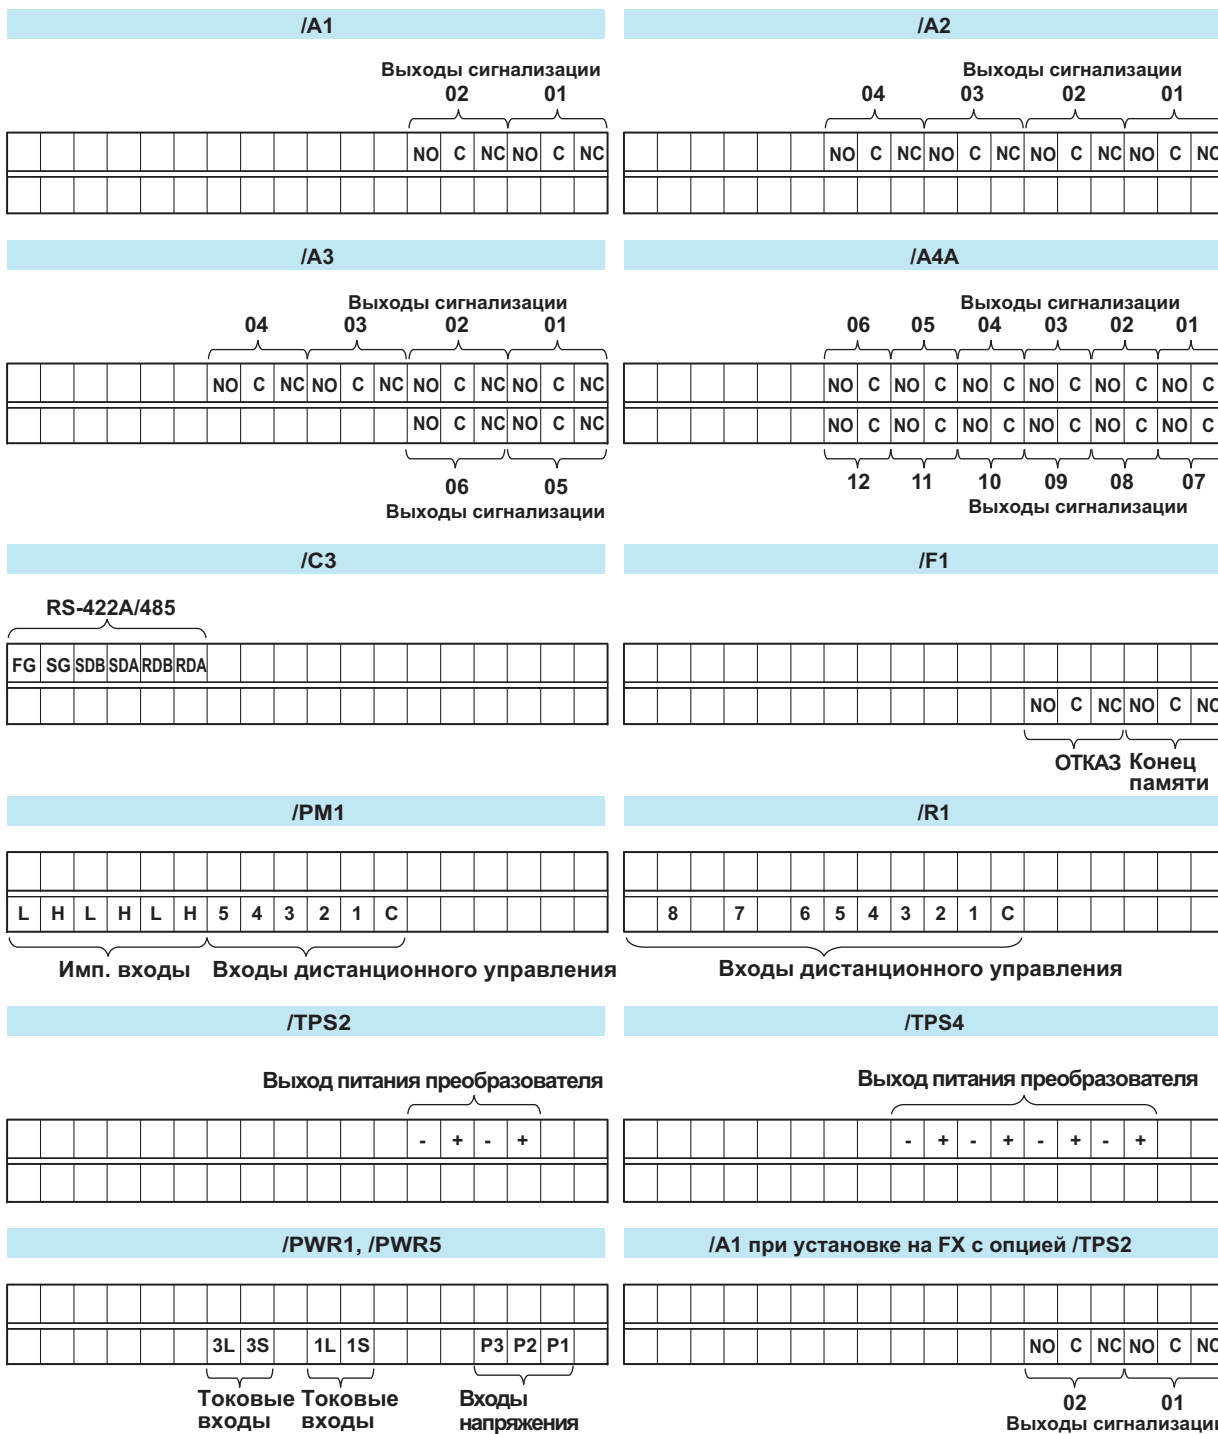 /A1
Выходы сигнализации
02 01
NO C NC NO C NC
/A2
Выходы сигнализации
04 03 02 01
NO C NC NO C NC NO C NC NO C NC
/A3
Выходы сигнализации
04 03 02 01
NO C NC NO C NC NO C NC NO C NC
NO C NC NO C NC
06 05
Выходы сигнализации
/A4A
Выходы сигнализации
06 05 04 03 02 01
NO C NO C NO C NO C NO C NO C
NO C NO C NO C NO C NO C NO C
12 11 10 09 08 07
Выходы сигнализации
/C3
RS-422A/485
FG SG SDB SDA RDB RDA
/F1
NO C NC NO C NC
ОТКАЗ Конец
памяти
/PM1
L H L H L H 5 4 3 2 1 C
Имп. входы Входы дистанционного управления
/R1
8 7 6 5 4 3 2 1 C
Входы дистанционного управления
/TPS2
Выход питания преобразователя
- + - +
/TPS4
Выход питания преобразователя
- + - + - + - +
/PWR1, /PWR5
3L 3S 1L 1S P3 P2 P1
Токовые Токовые Входы
входы входы напряжения
/A1 при установке на FX с опцией /TPS2
NO C NC NO C NC
02 01
Выходы сигнализации